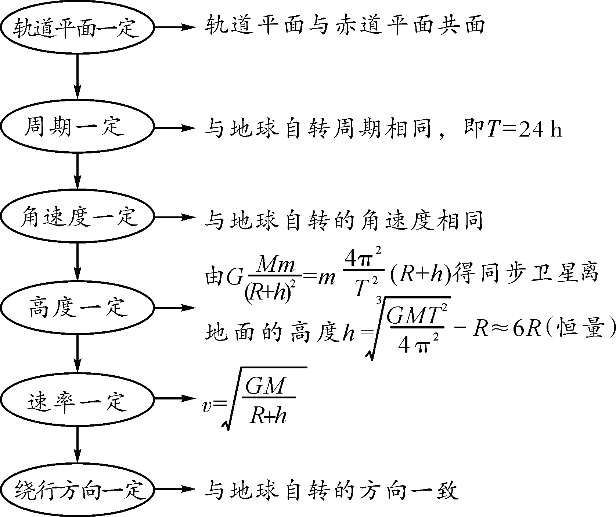 轨道平面一定 轨道平面与赤道平面共面
周期一定 与地球自转周期相同，即T=24 h
角速度一定 与地球自转的角速度相同
高度一定 由G\frac{Mm}{(R+h)^2}=m\frac{4π^2}{T^2}(R+h)得同步卫星离
地面的高度h=\sqrt[3]{\frac{GMT^2}{4π^2}}-R≈6R(恒量)
速率一定 v=\sqrt{\frac{GM}{R+h}}
绕行方向一定 与地球自转的方向一致